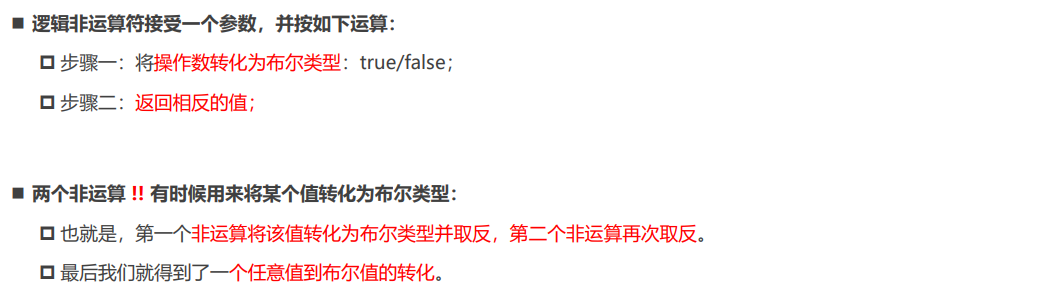 ■ 逻辑非运算符接受一个参数，并按如下运算：
步骤一：将操作数转化为布尔类型：true/false；
步骤二：返回相反的值；
■ 两个非运算 !! 有时候用来将某个值转化为布尔类型：
也就是，第一个非运算将该值转化为布尔类型并取反，第二个非运算再次取反。
最后我们就得到了一个任意值到布尔值的转化。